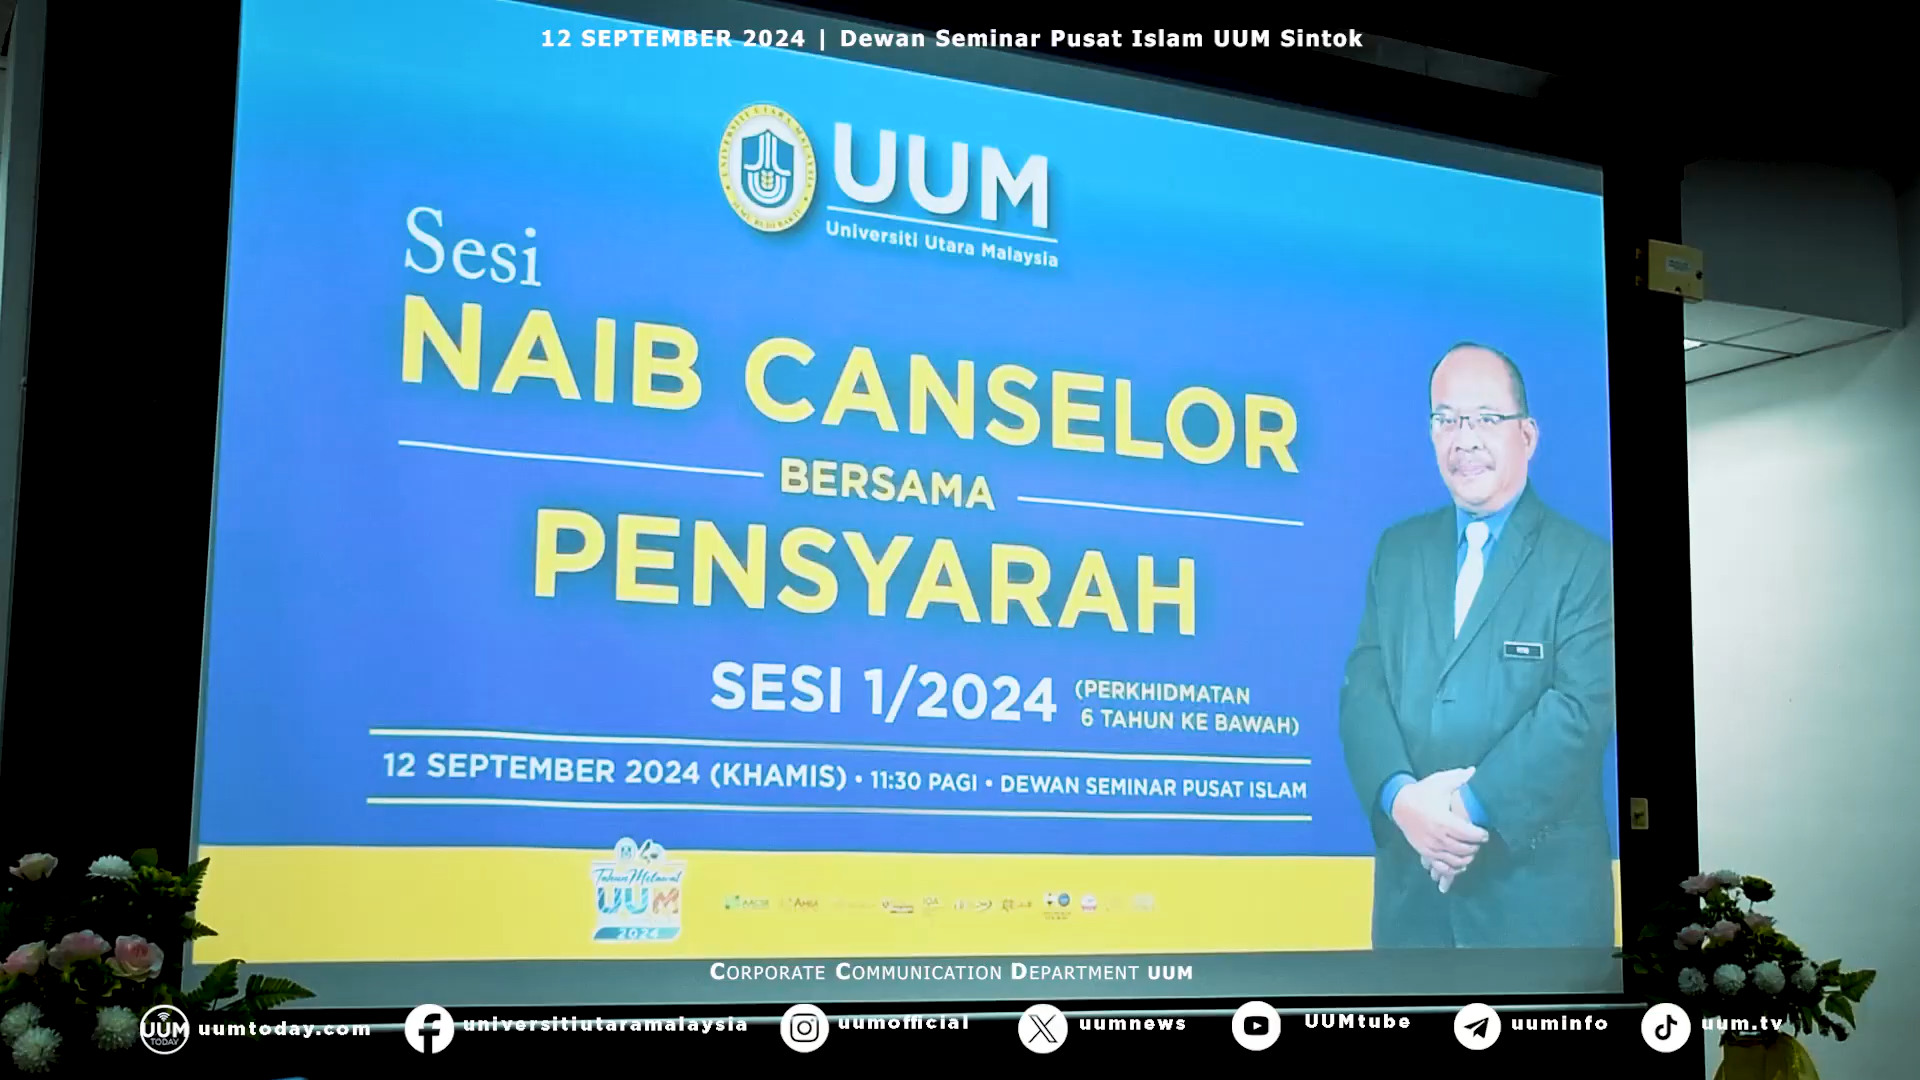 12 SEPTEMBER 2024 | Dewan Seminar Pusat Islam UUM Sintok
UUM
Universiti Utara Malaysia
Sesi
NAIB CANSELOR
BERSAMA
PENSYARAH
SESI 1/2024 (PERKHIDMATAN
6 TAHUN KE BAWAH)
12 SEPTEMBER 2024 (KHAMIS) • 11:30 PAGI • DEWAN SEMINAR PUSAT ISLAM
Tahun Melawat
UUM
2024
CORPORATE COMMUNICATION DEPARTMENT UUM
UUM TODAY uumtoday.com universitiutaramalaysia uumofficial uumnews UUMtube uuminfo uum.tv